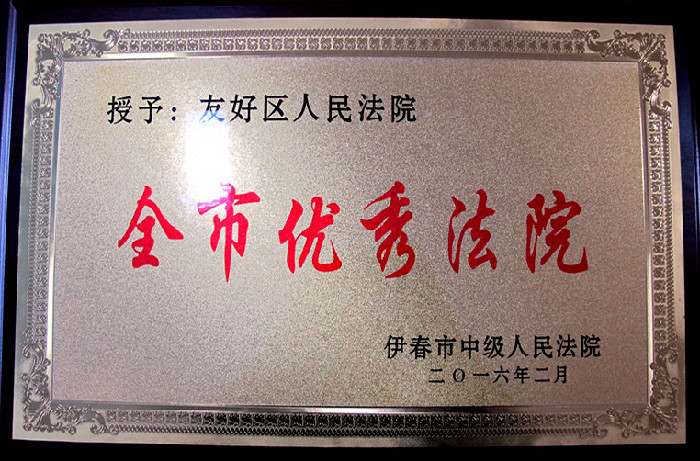 授予：友好区人民法院
全市优秀法院
伊春市中级人民法院
二〇一六年二月